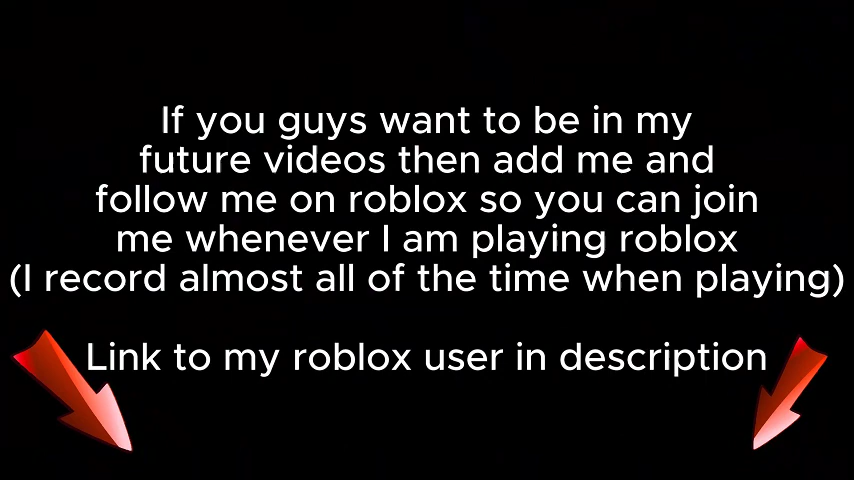 If you guys want to be in my
future videos then add me and
follow me on roblox so you can join
me whenever I am playing roblox
(I record almost all of the time when playing)
Link to my roblox user in description